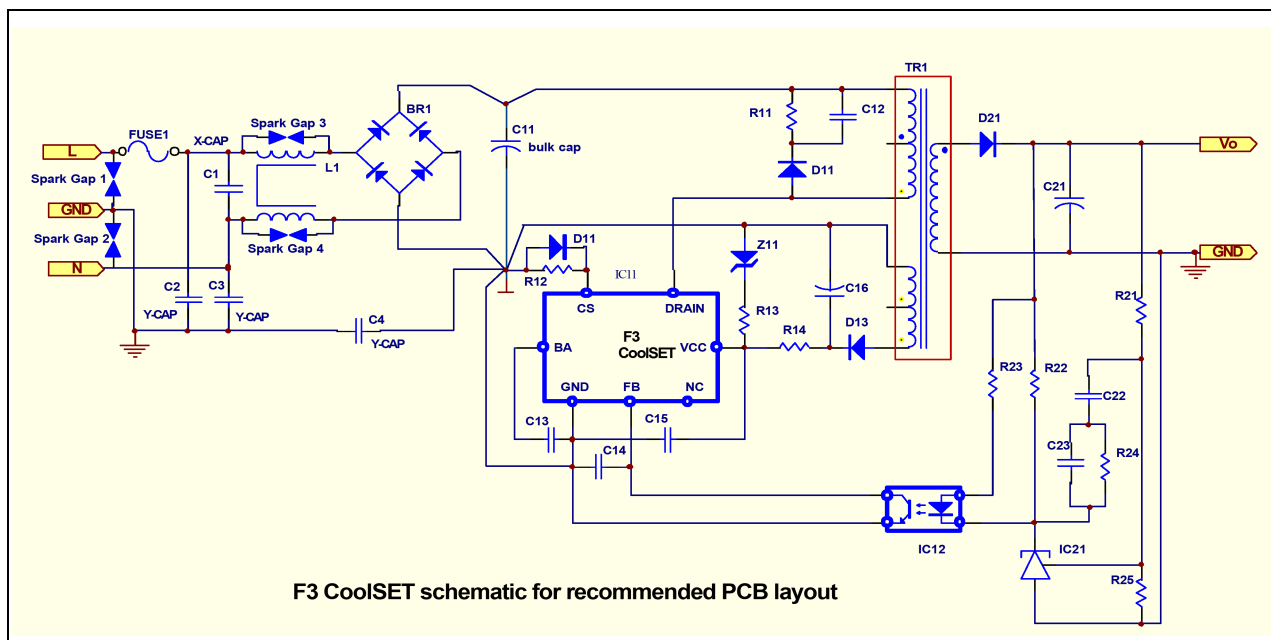 TR1
BR1
R11
C12
D21
FUSE1
X-CAP
Spark Gap 3
C11
bulk cap
L
Vo
L1
Spark Gap 1
C1
D11
C21
GND
Spark Gap 2
Spark Gap 4
D11
Z11
GND
N
R12
IC11
C16
C2
C3
CS
DRAIN
R13
R21
Y-CAP
Y-CAP
C4
Y-CAP
F3
CoolSET
BA
VCC
R14
D13
GND
FB
NC
R23
R22
C22
C13
C15
C14
C23
R24
IC12
IC21
R25
F3 CoolSET schematic for recommended PCB layout